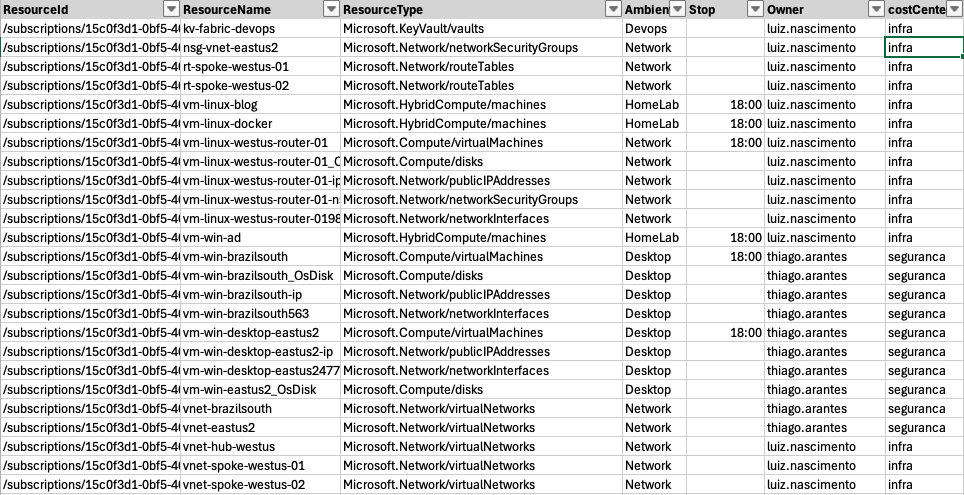 ResourceId ResourceName ResourceType Ambien Stop Owner costCente
/subscriptions/15c0f3d1-0bf5-4 kv-fabric-devops Microsoft.KeyVault/vaults Devops luiz.nascimento infra
/subscriptions/15c0f3d1-0bf5-4 nsg-vnet-eastus2 Microsoft.Network/networkSecurityGroups Network luiz.nascimento infra
/subscriptions/15c0f3d1-0bf5-4 rt-spoke-westus-01 Microsoft.Network/routeTables Network luiz.nascimento infra
/subscriptions/15c0f3d1-0bf5-4 rt-spoke-westus-02 Microsoft.Network/routeTables Network luiz.nascimento infra
/subscriptions/15c0f3d1-0bf5-4 vm-linux-blog Microsoft.HybridCompute/machines HomeLab 18:00 luiz.nascimento infra
/subscriptions/15c0f3d1-0bf5-4 vm-linux-docker Microsoft.HybridCompute/machines HomeLab 18:00 luiz.nascimento infra
/subscriptions/15c0f3d1-0bf5-4 vm-linux-westus-router-01 Microsoft.Compute/virtualMachines Network 18:00 luiz.nascimento infra
/subscriptions/15c0f3d1-0bf5-4 vm-linux-westus-router-01_ Microsoft.Compute/disks Network luiz.nascimento infra
/subscriptions/15c0f3d1-0bf5-4 vm-linux-westus-router-01-ip Microsoft.Network/publicIPAddresses Network luiz.nascimento infra
/subscriptions/15c0f3d1-0bf5-4 vm-linux-westus-router-01-n Microsoft.Network/networkSecurityGroups Network luiz.nascimento infra
/subscriptions/15c0f3d1-0bf5-4 vm-linux-westus-router-0198 Microsoft.Network/networkInterfaces Network luiz.nascimento infra
/subscriptions/15c0f3d1-0bf5-4 vm-win-ad Microsoft.HybridCompute/machines HomeLab 18:00 luiz.nascimento infra
/subscriptions/15c0f3d1-0bf5-4 vm-win-brazilsouth Microsoft.Compute/virtualMachines Desktop 18:00 thiago.arantes seguranca
/subscriptions/15c0f3d1-0bf5-4 vm-win-brazilsouth_OsDisk Microsoft.Compute/disks Desktop thiago.arantes seguranca
/subscriptions/15c0f3d1-0bf5-4 vm-win-brazilsouth-ip Microsoft.Network/publicIPAddresses Desktop thiago.arantes seguranca
/subscriptions/15c0f3d1-0bf5-4 vm-win-brazilsouth563 Microsoft.Network/networkInterfaces Desktop thiago.arantes seguranca
/subscriptions/15c0f3d1-0bf5-4 vm-win-desktop-eastus2 Microsoft.Compute/virtualMachines Desktop 18:00 thiago.arantes seguranca
/subscriptions/15c0f3d1-0bf5-4 vm-win-desktop-eastus2-ip Microsoft.Network/publicIPAddresses Desktop thiago.arantes seguranca
/subscriptions/15c0f3d1-0bf5-4 vm-win-desktop-eastus2477 Microsoft.Network/networkInterfaces Desktop thiago.arantes seguranca
/subscriptions/15c0f3d1-0bf5-4 vm-win-eastus2_OsDisk Microsoft.Compute/disks Desktop thiago.arantes seguranca
/subscriptions/15c0f3d1-0bf5-4 vnet-brazilsouth Microsoft.Network/virtualNetworks Network thiago.arantes seguranca
/subscriptions/15c0f3d1-0bf5-4 vnet-eastus2 Microsoft.Network/virtualNetworks Network thiago.arantes seguranca
/subscriptions/15c0f3d1-0bf5-4 vnet-hub-westus Microsoft.Network/virtualNetworks Network luiz.nascimento infra
/subscriptions/15c0f3d1-0bf5-4 vnet-spoke-westus-01 Microsoft.Network/virtualNetworks Network luiz.nascimento infra
/subscriptions/15c0f3d1-0bf5-4 vnet-spoke-westus-02 Microsoft.Network/virtualNetworks Network luiz.nascimento infra